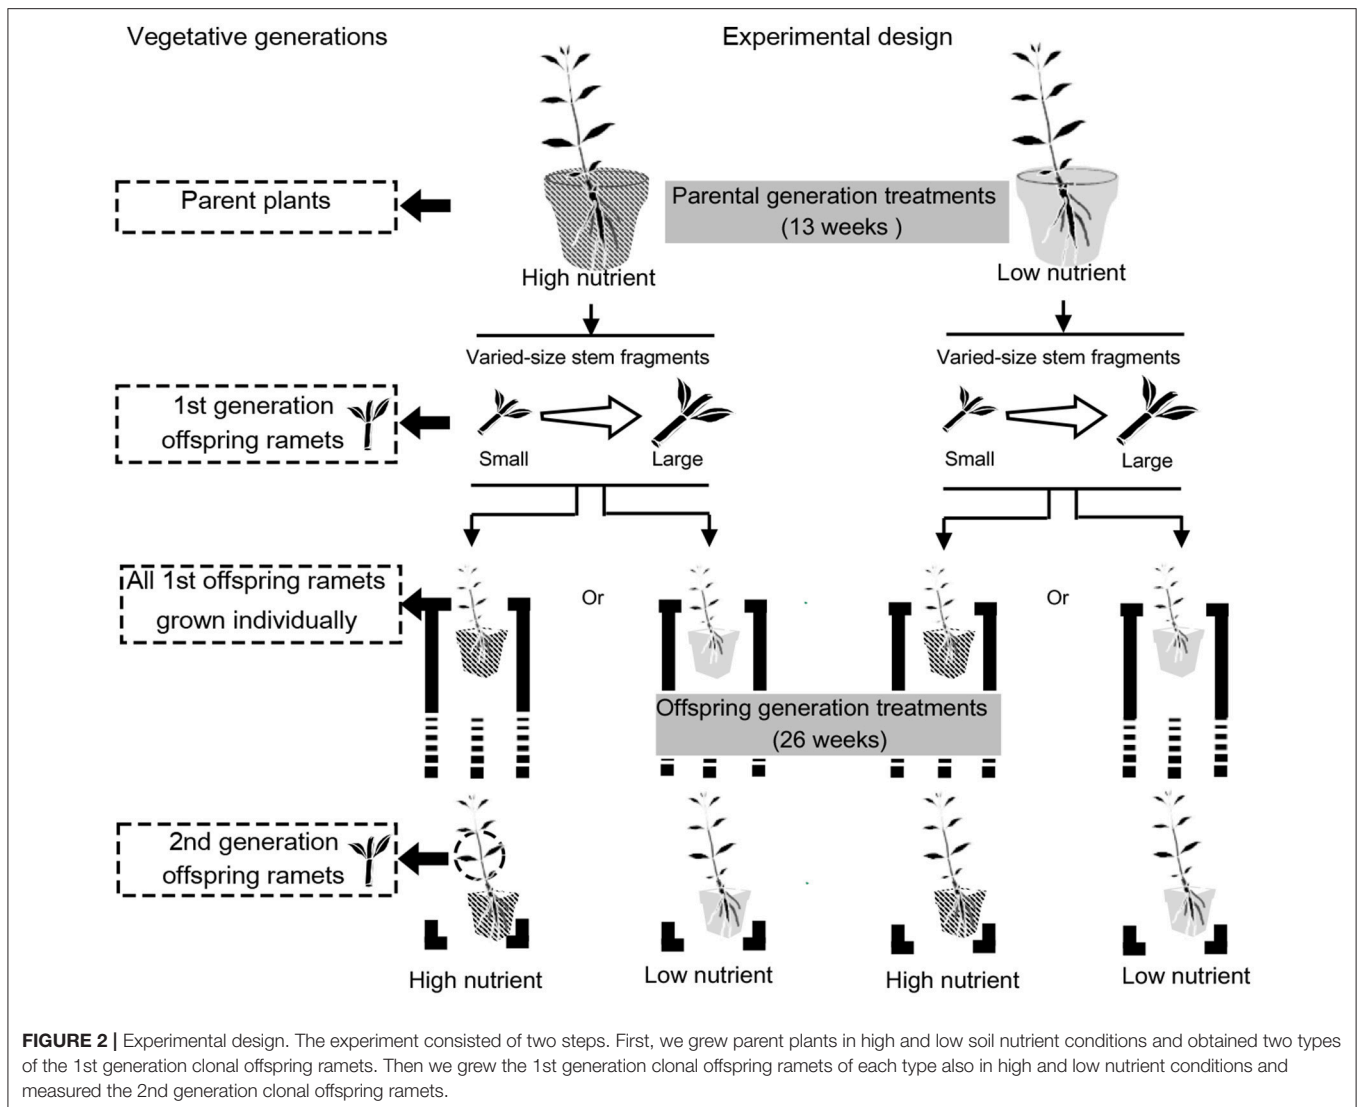 Vegetative generations
Experimental design
Parent plants
Parental generation treatments
(13 weeks )
High nutrient
Low nutrient
Varied-size stem fragments
Varied-size stem fragments
1st generation
offspring ramets
Small
Large
Small
Large
All 1st offspring ramets
grown individually
Or
Or
Offspring generation treatments
(26 weeks)
2nd generation
offspring ramets
High nutrient
Low nutrient
High nutrient
Low nutrient
FIGURE 2 | Experimental design. The experiment consisted of two steps. First, we grew parent plants in high and low soil nutrient conditions and obtained two types
of the 1st generation clonal offspring ramets. Then we grew the 1st generation clonal offspring ramets of each type also in high and low nutrient conditions and
measured the 2nd generation clonal offspring ramets.